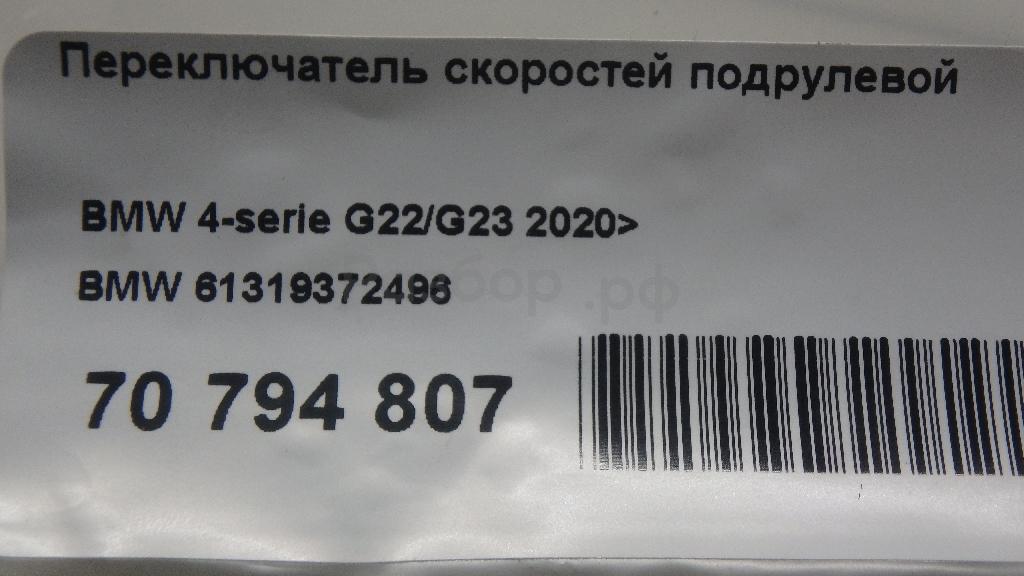 Переключатель скоростей подрулевой
BMW 4-serie G22/G23 2020>
BMW 61319372496
70 794 807